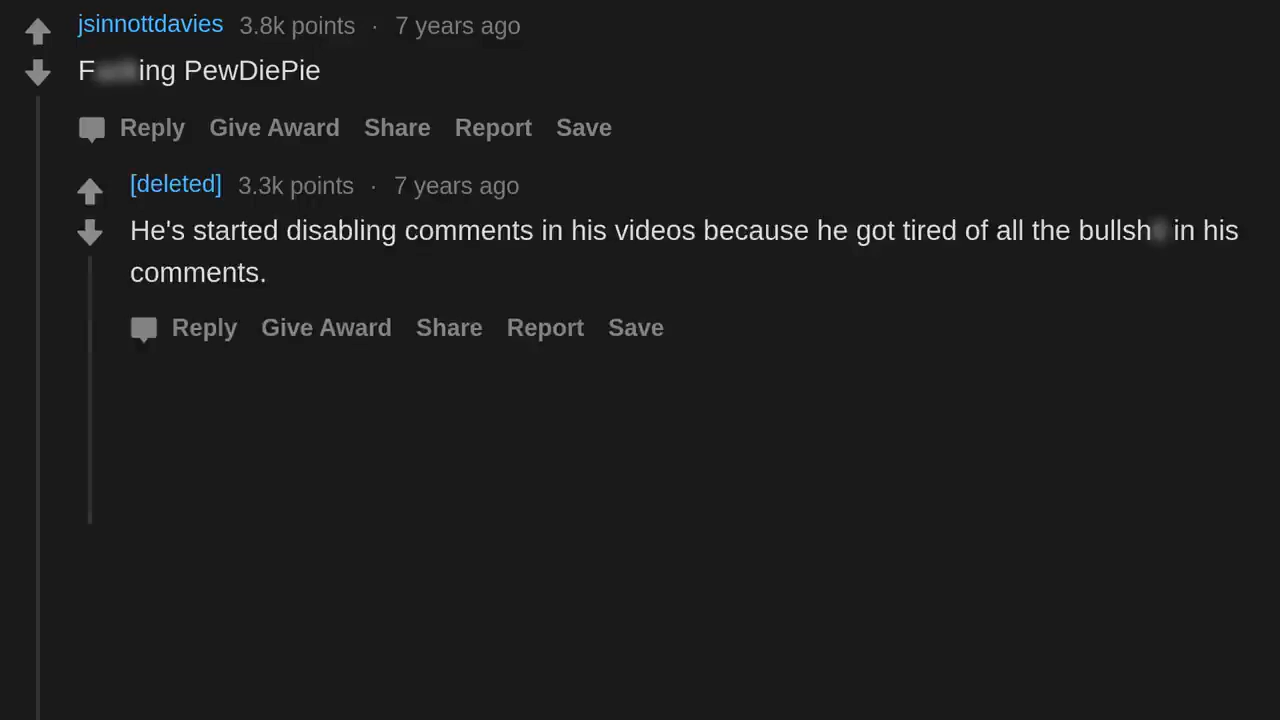 jsinnottdavies 3.8k points · 7 years ago
F ing PewDiePie
Reply Give Award Share Report Save
[deleted] 3.3k points · 7 years ago
He's started disabling comments in his videos because he got tired of all the bullsh in his
comments.
Reply Give Award Share Report Save